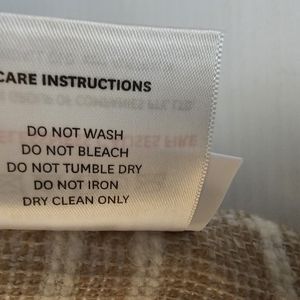 CARE INSTRUCTIONS
DO NOT WASH
DO NOT BLEACH
DO NOT TUMBLE DRY
DO NOT IRON
DRY CLEAN ONLY